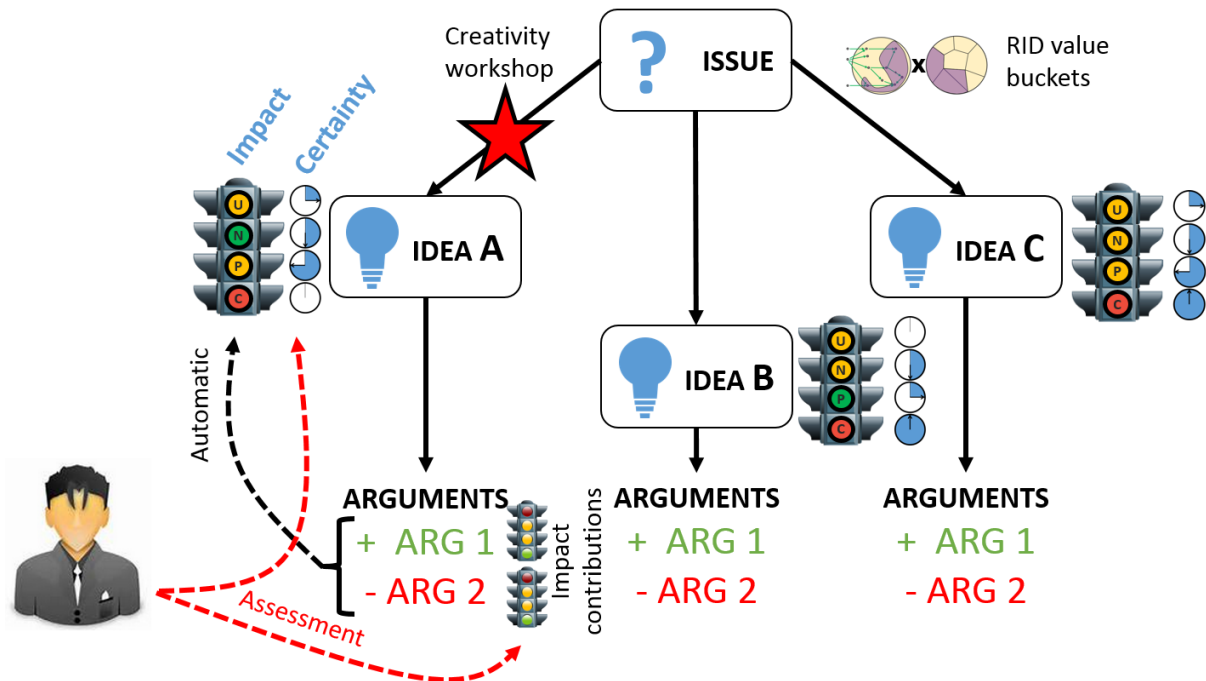 Creativity
workshop
?
ISSUE
x
RID value
buckets
Impact
Certainty
U
N
P
C
IDEA A
U
N
P
C
IDEA C
U
N
P
C
IDEA B
Automatic
ARGUMENTS
+ ARG 1
- ARG 2
Impact
contributions
ARGUMENTS
+ ARG 1
- ARG 2
ARGUMENTS
+ ARG 1
- ARG 2
Assessment